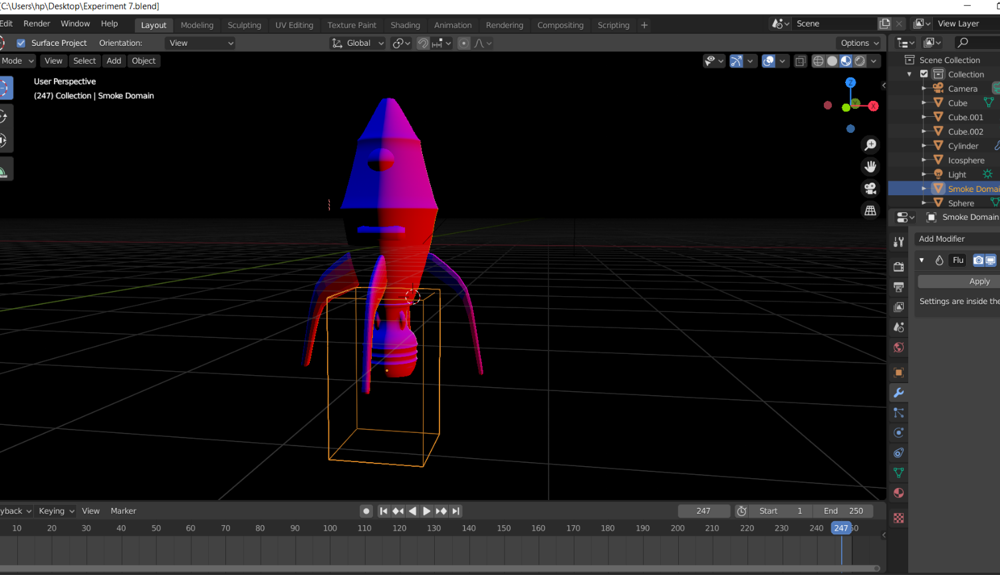 [C:\Users\hp\Desktop\Experiment 7.blend]
Edit Render Window Help Layout Modeling Sculpting UV Editing Texture Paint Shading Animation Rendering Compositing Scripting + Scene View Layer
Surface Project Orientation: View Global Options
Mode View Select Add Object
User Perspective
(247) Collection | Smoke Domain
Z
Y
X
Scene Collection
Collection
Camera
Cube
Cube.001
Cube.002
Cylinder
Icosphere
Light
Smoke Domai
Sphere
Smoke Domain
Add Modifier
Flu
Apply
Settings are inside the
yback Keying View Marker 247 Start 1 End 250
10 20 30 40 50 60 70 80 90 100 110 120 130 140 150 160 170 180 190 200 210 220 230 240 247 50